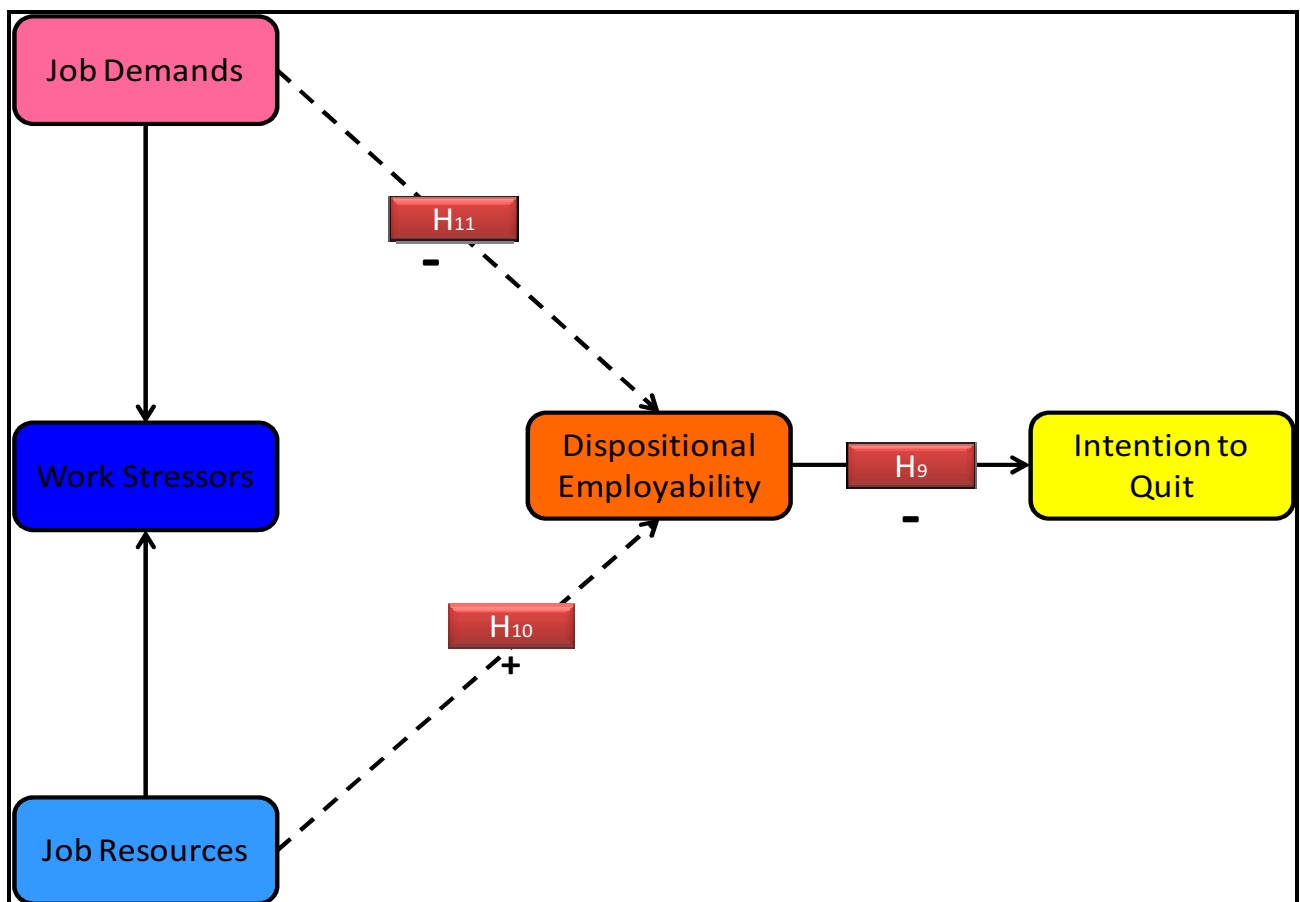 Job Demands
H11
-
Work Stressors
Dispositional
Employability
H9
-
Intention to
Quit
H10
+
Job Resources